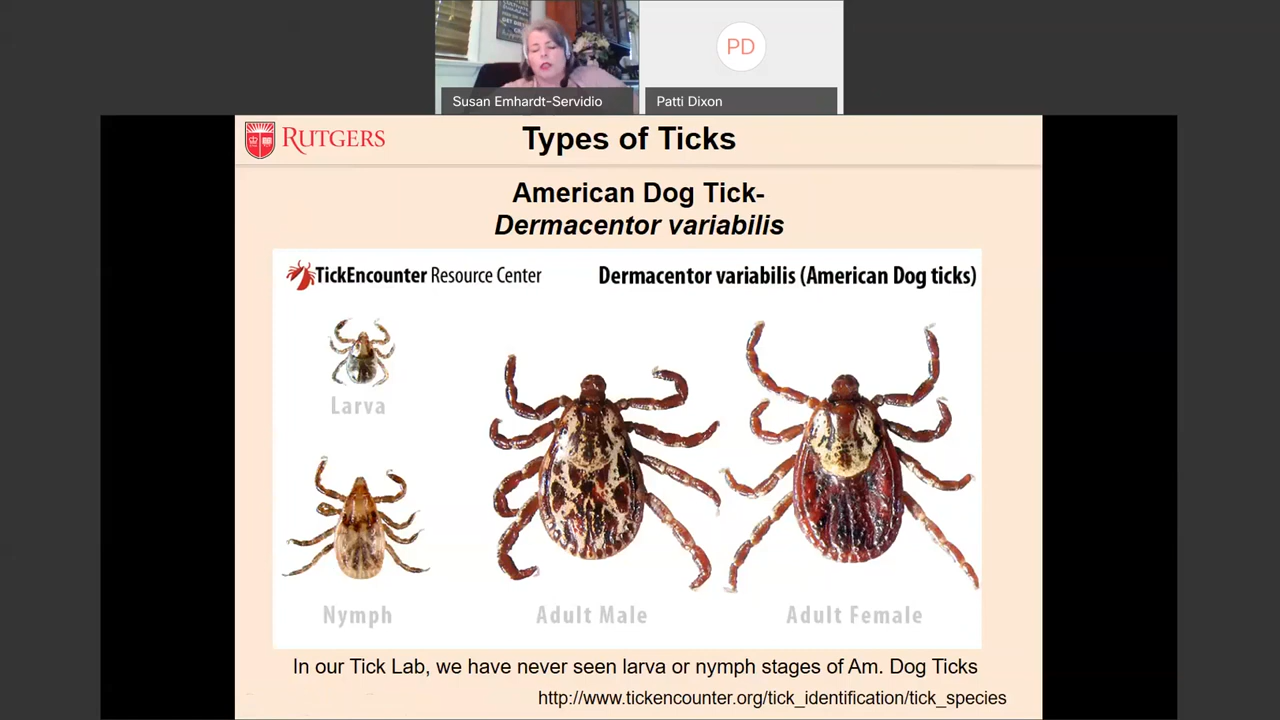 Susan Emhardt-Servidio
PD
Patti Dixon
RUTGERS
Types of Ticks
American Dog Tick-
Dermacentor variabilis
TickEncounter Resource Center
Dermacentor variabilis (American Dog ticks)
Larva
Nymph
Adult Male
Adult Female
In our Tick Lab, we have never seen larva or nymph stages of Am. Dog Ticks
http://www.tickencounter.org/tick_identification/tick_species